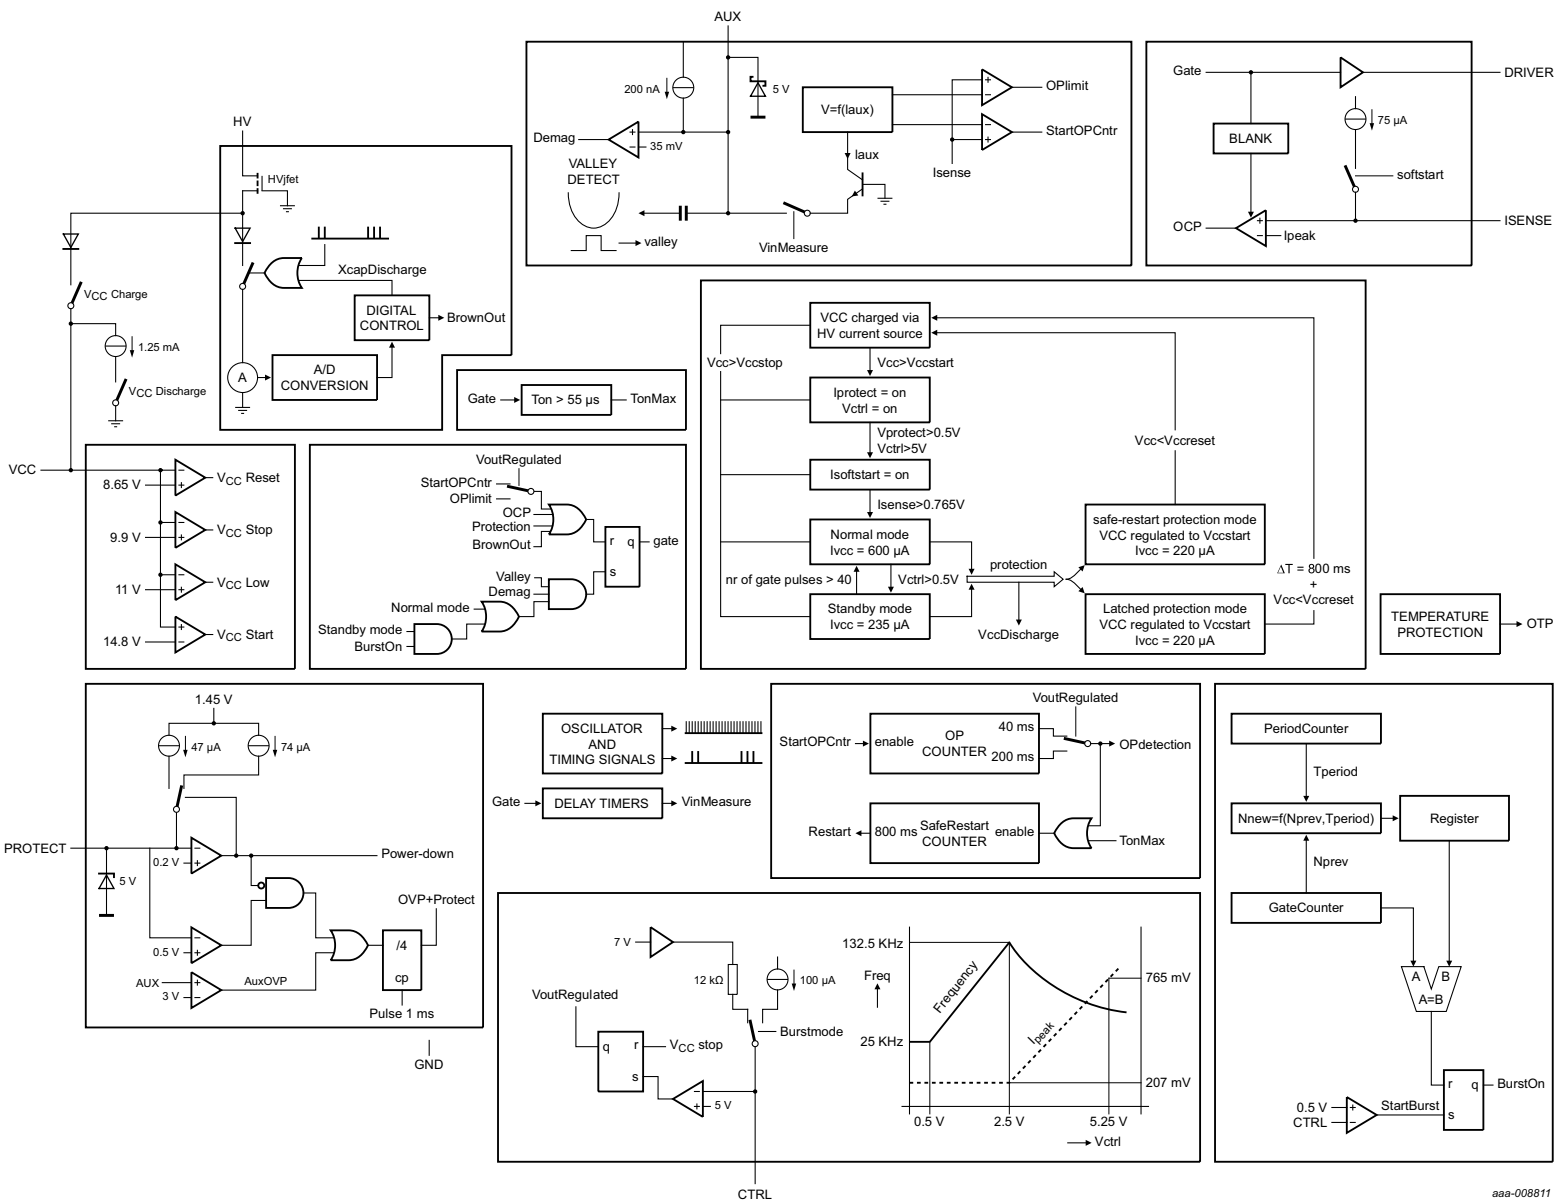 AUX
200 nA
5 V
Demag
+
−
35 mV
VALLEY
DETECT
valley
VinMeasure
V=f(Iaux)
Iaux
+
−
OPlimit
−
+
StartOPCntr
Isense
Gate
DRIVER
BLANK
75 µA
softstart
OCP
+
−
Ipeak
ISENSE
HV
HVjfet
XcapDischarge
DIGITAL
CONTROL
BrownOut
A
A/D
CONVERSION
VCC Charge
1.25 mA
VCC Discharge
Gate
Ton > 55 µs
TonMax
VCC
−
+
8.65 V
VCC Reset
−
+
9.9 V
VCC Stop
−
+
11 V
VCC Low
+
−
14.8 V
VCC Start
VoutRegulated
StartOPCntr
OPlimit
OCP
Protection
BrownOut
r
q
s
gate
Valley
Demag
Normal mode
Standby mode
BurstOn
VCC charged via
HV current source
Vcc>Vccstop
Vcc>Vccstart
Iprotect = on
Vctrl = on
Vprotect>0.5V
Vctrl>5V
Isoftstart = on
Isense>0.765V
Normal mode
Ivcc = 600 µA
nr of gate pulses > 40
Vctrl>0.5V
Standby mode
Ivcc = 235 µA
protection
VccDischarge
Vcc<Vccreset
safe-restart protection mode
VCC regulated to Vccstart
Ivcc = 220 µA
Latched protection mode
VCC regulated to Vccstart
Ivcc = 220 µA
ΔT = 800 ms
+
Vcc<Vccreset
TEMPERATURE
PROTECTION
OTP
1.45 V
47 µA
74 µA
PROTECT
5 V
−
+
0.2 V
Power-down
−
+
0.5 V
OVP+Protect
/4
cp
AUX
+
−
3 V
AuxOVP
Pulse 1 ms
GND
OSCILLATOR
AND
TIMING SIGNALS
Gate
DELAY TIMERS
VinMeasure
VoutRegulated
StartOPCntr
enable
OP
COUNTER
40 ms
200 ms
OPdetection
Restart
800 ms
SafeRestart
COUNTER
enable
TonMax
7 V
12 kΩ
100 µA
Burstmode
VoutRegulated
q
r
s
VCC stop
−
+
5 V
CTRL
132.5 KHz
Freq
25 KHz
Frequency
Ipeak
765 mV
207 mV
0.5 V
2.5 V
5.25 V
Vctrl
PeriodCounter
Tperiod
Nnew=f(Nprev,Tperiod)
Register
Nprev
GateCounter
A
B
A=B
r
q
s
BurstOn
0.5 V
CTRL
+
−
StartBurst
aaa-008811